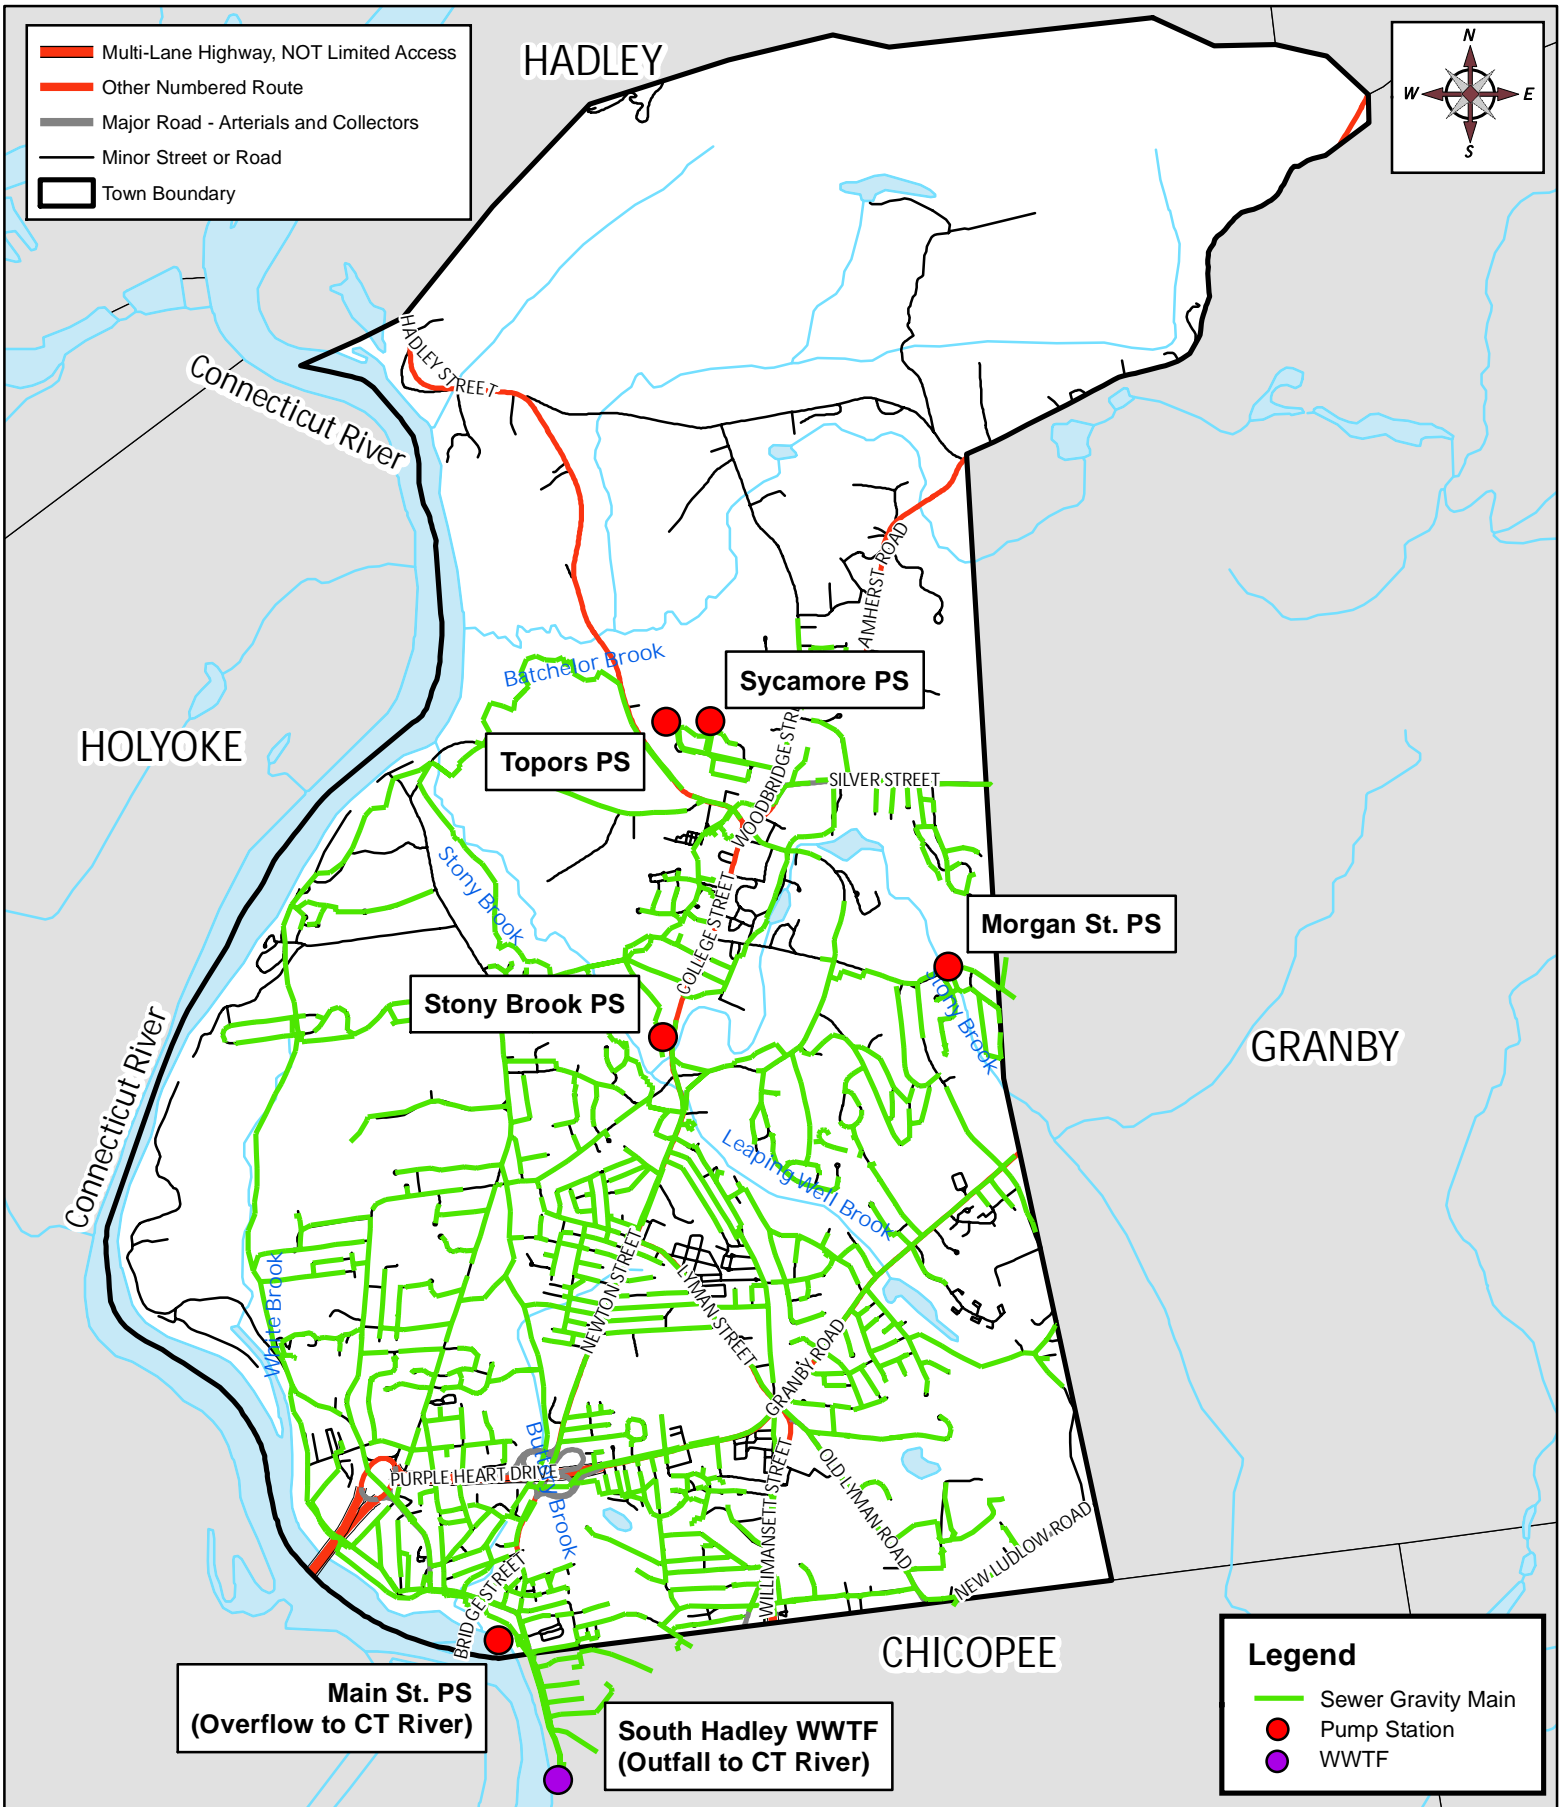 Multi-Lane Highway, NOT Limited Access
Other Numbered Route
Major Road - Arterials and Collectors
Minor Street or Road
Town Boundary
HADLEY
N
W
E
S
HADLEY STREET
Connecticut River
AMHERST ROAD
Batchelor Brook
Sycamore PS
HOLYOKE
Topors PS
WOODBRIDGE STREET
SILVER STREET
Stony Brook
COLLEGE STREET
Morgan St. PS
Stony Brook PS
Stony Brook
GRANBY
Connecticut River
Leaping Well Brook
White Brook
NEWTON STREET
LYMAN STREET
GRANBY ROAD
Buttery Brook
PURPLE HEART DRIVE
WILLIMANSETT STREET
OLD LYMAN ROAD
NEW LUDLOW ROAD
BRIDGE STREET
CHICOPEE
Main St. PS
(Overflow to CT River)
South Hadley WWTF
(Outfall to CT River)
Legend
Sewer Gravity Main
Pump Station
WWTF